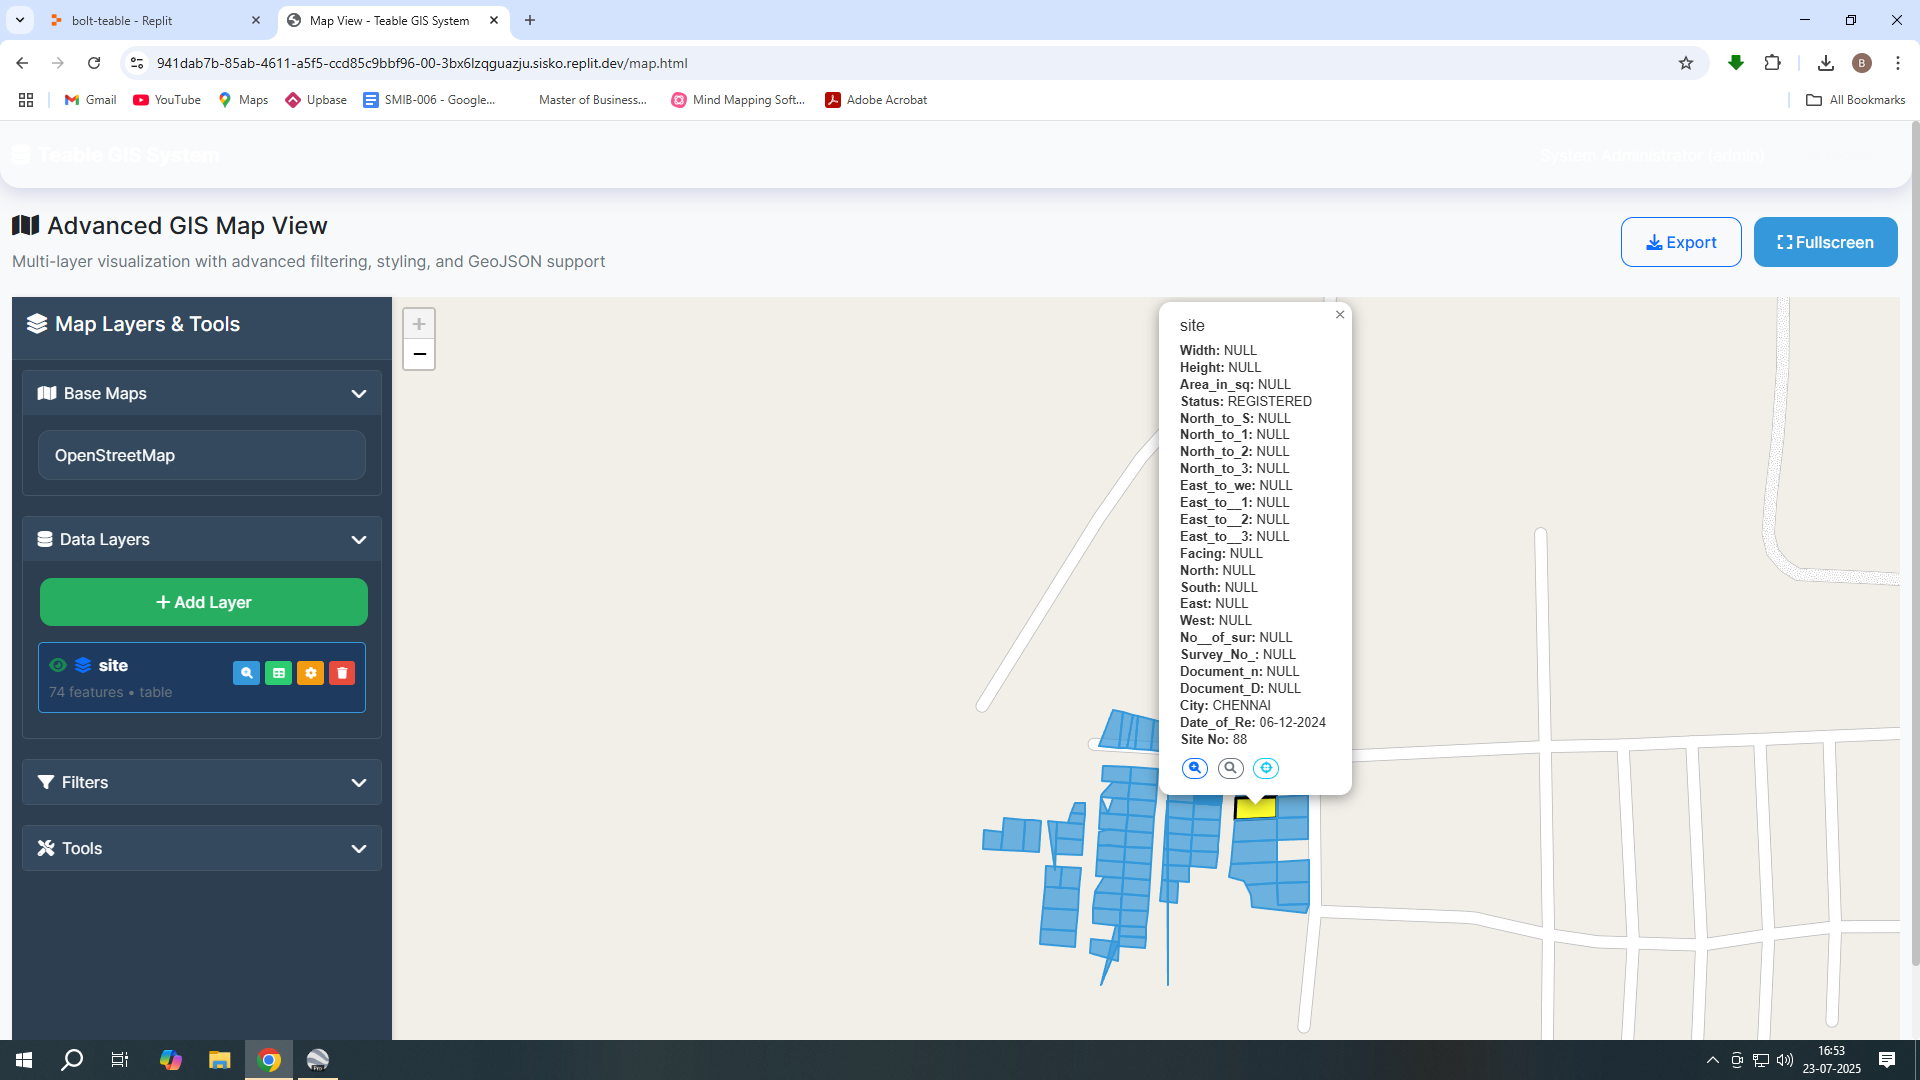 bolt-teable - Replit
Map View - Teable GIS System
941dab7b-85ab-4611-a5f5-ccd85c9bbf96-00-3bx6lzqguazju.sisko.replit.dev/map.html
B
Gmail
YouTube
Maps
Upbase
SMIB-006 - Google...
Master of Business...
Mind Mapping Soft...
Adobe Acrobat
All Bookmarks
Teable GIS System
System Administrator (admin)
Advanced GIS Map View
Multi-layer visualization with advanced filtering, styling, and GeoJSON support
Export
Fullscreen
Map Layers & Tools
Base Maps
OpenStreetMap
Data Layers
+ Add Layer
site
74 features • table
Filters
Tools
+
−
×
site
Width: NULL
Height: NULL
Area_in_sq: NULL
Status: REGISTERED
North_to_S: NULL
North_to_1: NULL
North_to_2: NULL
North_to_3: NULL
East_to_we: NULL
East_to__1: NULL
East_to__2: NULL
East_to__3: NULL
Facing: NULL
North: NULL
South: NULL
East: NULL
West: NULL
No__of_sur: NULL
Survey_No_: NULL
Document_n: NULL
Document_D: NULL
City: CHENNAI
Date_of_Re: 06-12-2024
Site No: 88
Pro
16:53
23-07-2025